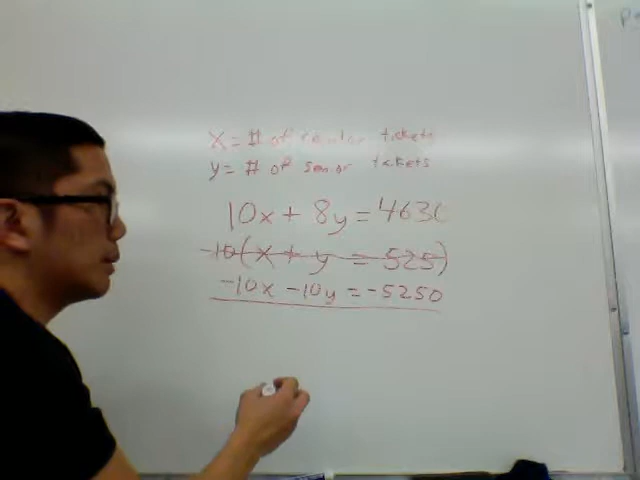 x = # of regular tickets
y = # of senior tickets
10x + 8y = 4630
-10(x + y = 525)
-10x - 10y = -5250